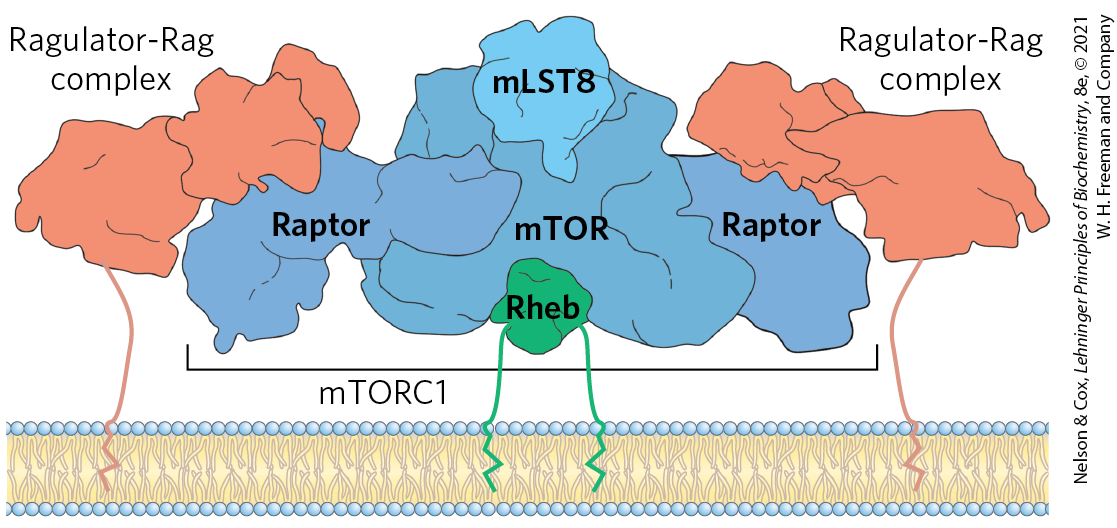 Ragulator-Rag
complex
mLST8
Ragulator-Rag
complex
Raptor
mTOR
Raptor
Rheb
mTORC1
Nelson & Cox, Lehninger Principles of Biochemistry, 8e, © 2021
W. H. Freeman and Company